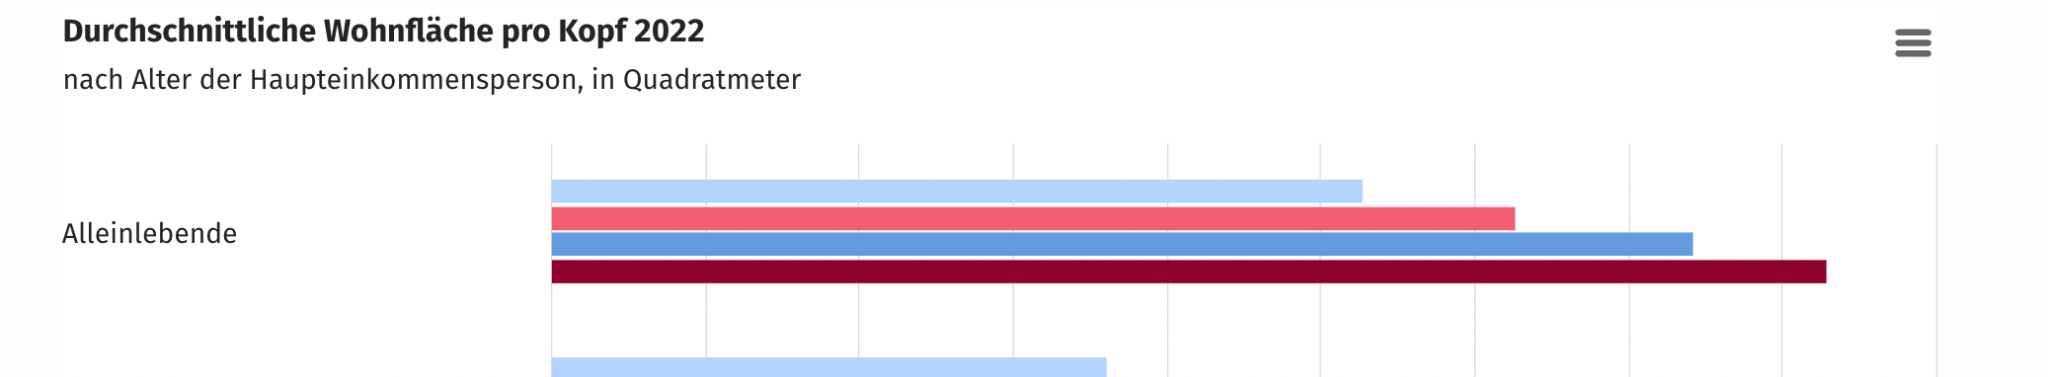 Durchschnittliche Wohnfläche pro Kopf 2022
nach Alter der Haupteinkommensperson, in Quadratmeter
Alleinlebende